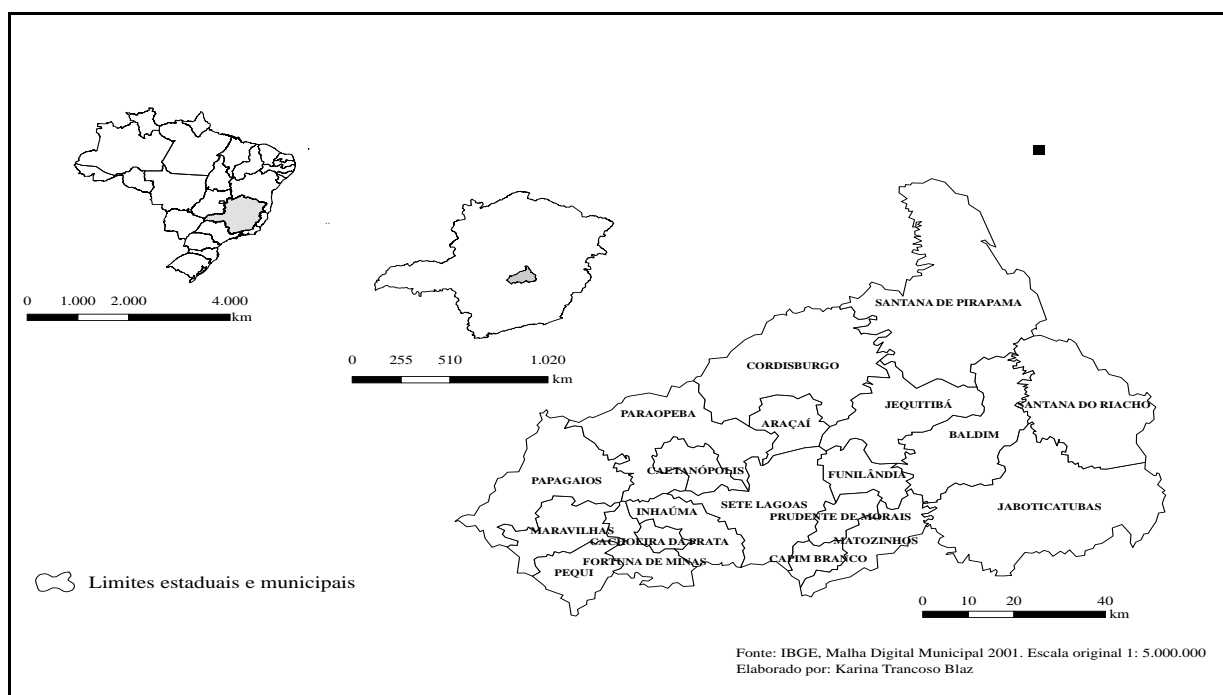 0 1.000 2.000 4.000
km
0 255 510 1.020
km
SANTANA DE PIRAPAMA
CORDISBURGO
PARAOPEBA
ARAÇAÍ
JEQUITIBÁ
SANTANA DO RIACHO
BALDIM
CAETANÓPOLIS
FUNILÂNDIA
PAPAGAIOS
SETE LAGOAS
JABOTICATUBAS
INHAÚMA
PRUDENTE DE MORAIS
MARAVILHAS
CACHOEIRA DA PRATA
MATOZINHOS
FORTUNA DE MINAS
CAPIM BRANCO
PEQUI
Limites estaduais e municipais
0 10 20 40
km
Fonte: IBGE, Malha Digital Municipal 2001. Escala original 1: 5.000.000
Elaborado por: Karina Trancoso Blaz